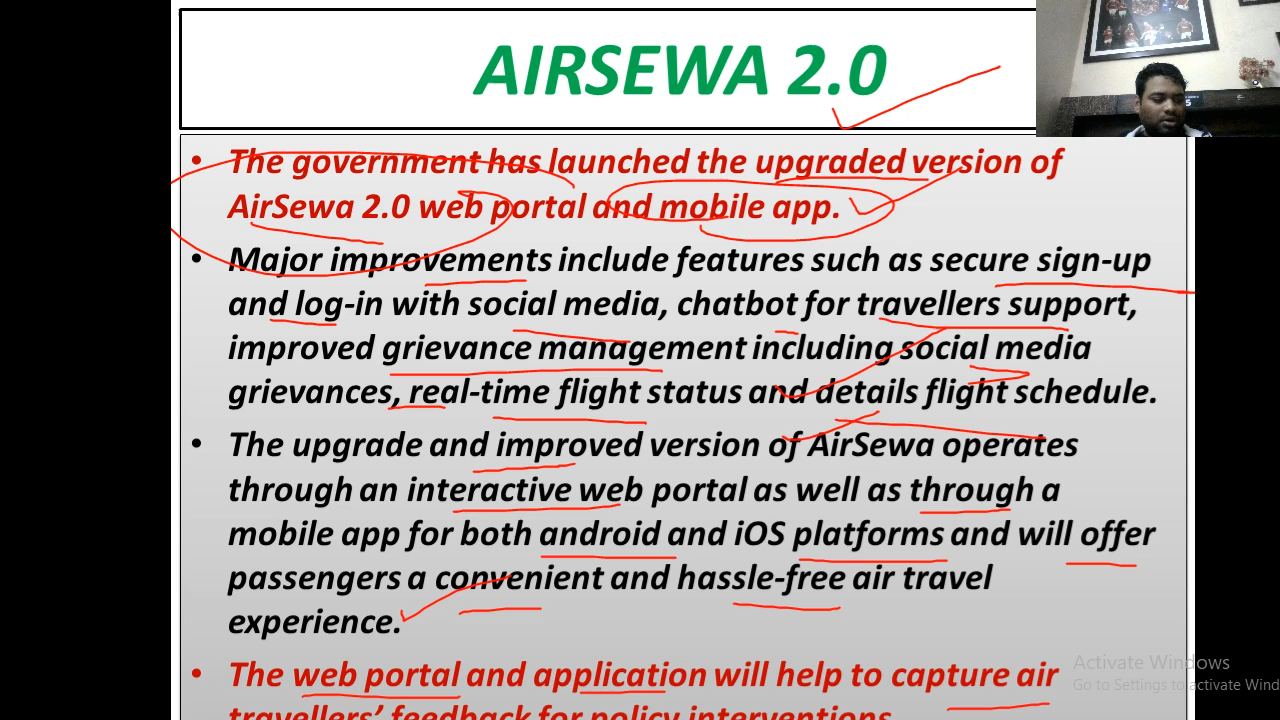 AIRSEWA 2.0
• The government has launched the upgraded version of
AirSewa 2.0 web portal and mobile app.
• Major improvements include features such as secure sign-up
and log-in with social media, chatbot for travellers support,
improved grievance management including social media
grievances, real-time flight status and details flight schedule.
• The upgrade and improved version of AirSewa operates
through an interactive web portal as well as through a
mobile app for both android and iOS platforms and will offer
passengers a convenient and hassle-free air travel
experience.
• The web portal and application will help to capture air
travellers' feedback for policy interventions.
Activate Windows
Go to Settings to activate Wind